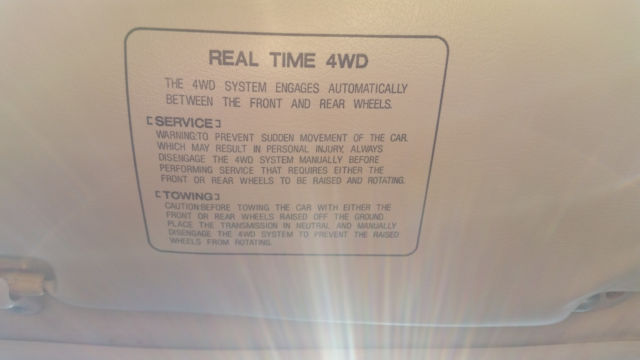 REAL TIME 4WD
THE 4WD SYSTEM ENGAGES AUTOMATICALLY
BETWEEN THE FRONT AND REAR WHEELS.
[SERVICE]
WARNING:TO PREVENT SUDDEN MOVEMENT OF THE CAR.
WHICH MAY RESULT IN PERSONAL INJURY, ALWAYS
DISENGAGE THE 4WD SYSTEM MANUALLY BEFORE
PERFORMING SERVICE THAT REQUIRES EITHER THE
FRONT OR REAR WHEELS TO BE RAISED AND ROTATING.
[TOWING]
CAUTION:BEFORE TOWING THE CAR WITH EITHER THE
FRONT OR REAR WHEELS RAISED OFF THE GROUND.
PLACE THE TRANSMISSION IN NEUTRAL AND MANUALLY
DISENGAGE THE 4WD SYSTEM TO PREVENT THE RAISED
WHEELS FROM ROTATING.